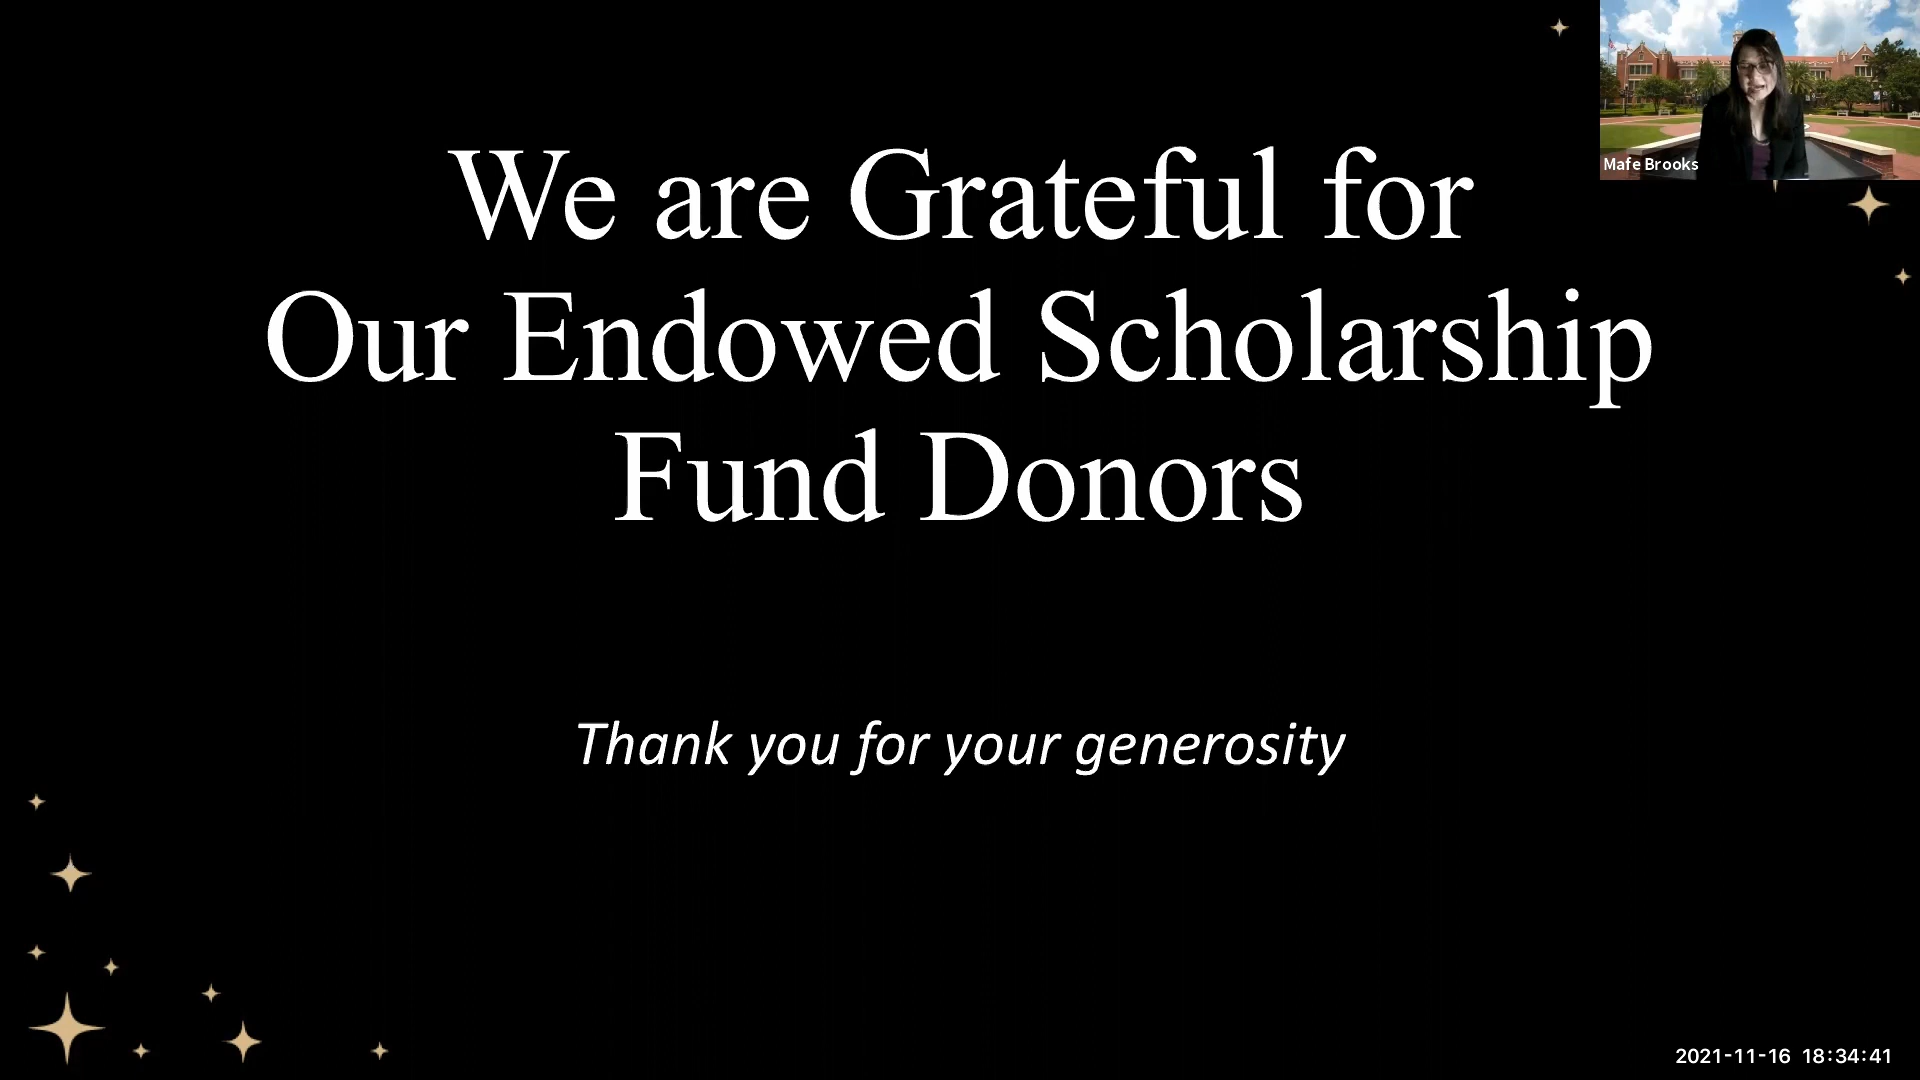 Mafe Brooks
We are Grateful for
Our Endowed Scholarship
Fund Donors
Thank you for your generosity
2021-11-16 18:34:41